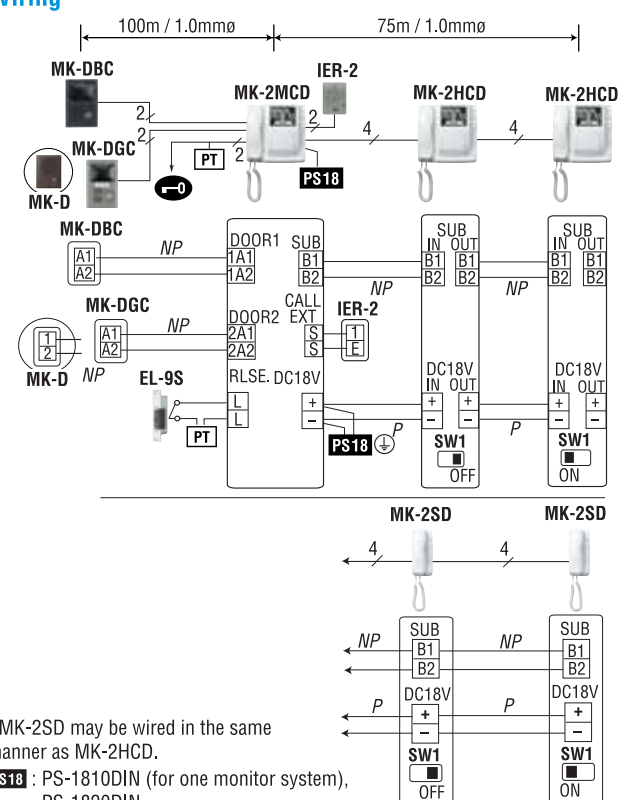 Wiring
100m / 1.0mmø 75m / 1.0mmø
MK-DBC
IER-2
MK-2MCD MK-2HCD MK-2HCD
2 2 4 4
MK-DGC 2 2
PT
PS18
MK-D
MK-DBC
A1 NP
A2
DOOR1
1A1
1A2
SUB
B1
B2
NP
SUB
IN OUT
B1 B1
B2 B2
NP
SUB
IN OUT
B1 B1
B2 B2
MK-DGC
1
2
MK-D
NP
A1 NP
A2
DOOR2
2A1
2A2
CALL
EXT
S
S
IER-2
1
E
EL-9S
PT
RLSE.
L
L
DC18V
+
−
PS18
P
DC18V
IN OUT
+ +
− −
SW1
OFF
P
DC18V
IN OUT
+ +
− −
SW1
ON
MK-2SD MK-2SD
4 4
NP
SUB
B1
B2
NP
SUB
B1
B2
P
DC18V
+
−
SW1
OFF
P
DC18V
+
−
SW1
ON
MK-2SD may be wired in the same
manner as MK-2HCD.
PS18 : PS-1810DIN (for one monitor system),
PS-1820DIN